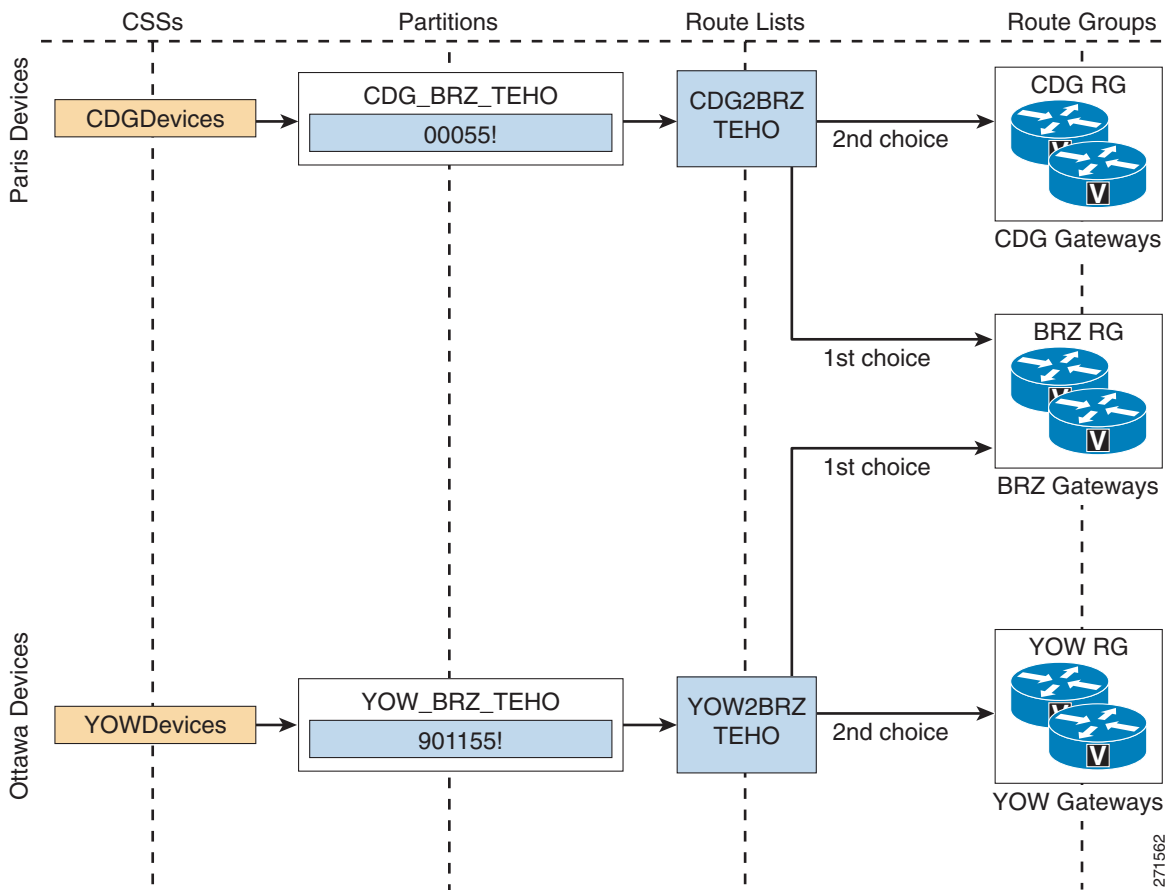 CSSs
Partitions
Route Lists
Route Groups
Paris Devices
CDGDevices
CDG_BRZ_TEHO
00055!
CDG2BRZ
TEHO
2nd choice
1st choice
CDG RG
V
V
CDG Gateways
BRZ RG
V
V
BRZ Gateways
1st choice
Ottawa Devices
YOWDevices
YOW_BRZ_TEHO
901155!
YOW2BRZ
TEHO
2nd choice
YOW RG
V
V
YOW Gateways
271562